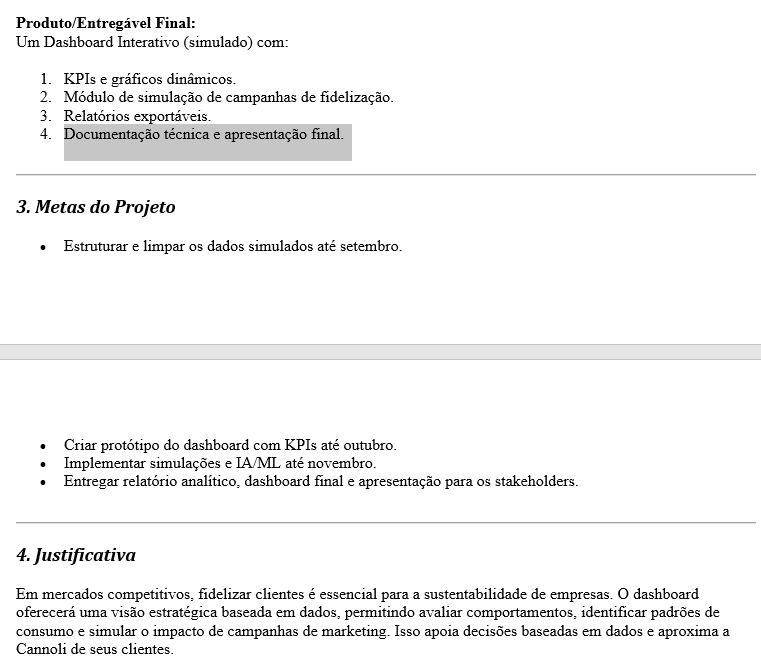 Produto/Entregável Final:
Um Dashboard Interativo (simulado) com:
1. KPIs e gráficos dinâmicos.
2. Módulo de simulação de campanhas de fidelização.
3. Relatórios exportáveis.
4. Documentação técnica e apresentação final.
3. Metas do Projeto
• Estruturar e limpar os dados simulados até setembro.
• Criar protótipo do dashboard com KPIs até outubro.
• Implementar simulações e IA/ML até novembro.
• Entregar relatório analítico, dashboard final e apresentação para os stakeholders.
4. Justificativa
Em mercados competitivos, fidelizar clientes é essencial para a sustentabilidade de empresas. O dashboard
oferecerá uma visão estratégica baseada em dados, permitindo avaliar comportamentos, identificar padrões de
consumo e simular o impacto de campanhas de marketing. Isso apoia decisões baseadas em dados e aproxima a
Cannoli de seus clientes.